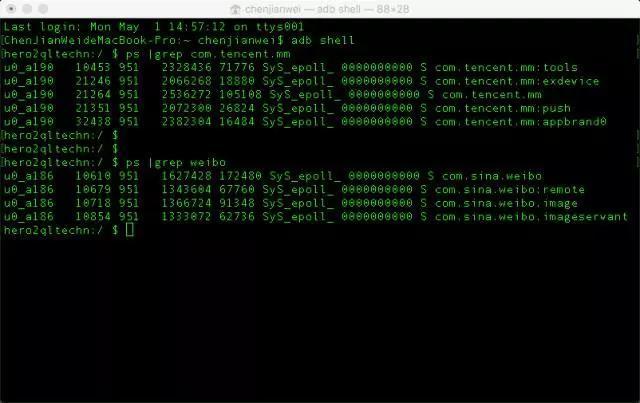 chenjianwei — adb shell — 88×28
Last login: Mon May  1 14:57:12 on ttys001
[ChenJianWeideMacBook-Pro:~ chenjianwei$ adb shell
[hero2qltechn:/ $ ps |grep com.tencent.mm
u0_a190   10453 951   2328436 71776 SyS_epoll_ 0000000000 S com.tencent.mm:tools
u0_a190   21246 951   2066268 18880 SyS_epoll_ 0000000000 S com.tencent.mm:exdevice
u0_a190   21264 951   2536272 105108 SyS_epoll_ 0000000000 S com.tencent.mm
u0_a190   21351 951   2072300 26824 SyS_epoll_ 0000000000 S com.tencent.mm:push
u0_a190   32438 951   2382304 16484 SyS_epoll_ 0000000000 S com.tencent.mm:appbrand0
[hero2qltechn:/ $
[hero2qltechn:/ $
[hero2qltechn:/ $ ps |grep weibo
u0_a186   10610 951   1627428 172480 SyS_epoll_ 0000000000 S com.sina.weibo
u0_a186   10679 951   1343604 67760 SyS_epoll_ 0000000000 S com.sina.weibo:remote
u0_a186   10718 951   1366724 91348 SyS_epoll_ 0000000000 S com.sina.weibo.image
u0_a186   10854 951   1333072 62736 SyS_epoll_ 0000000000 S com.sina.weibo.imageservant
hero2qltechn:/ $